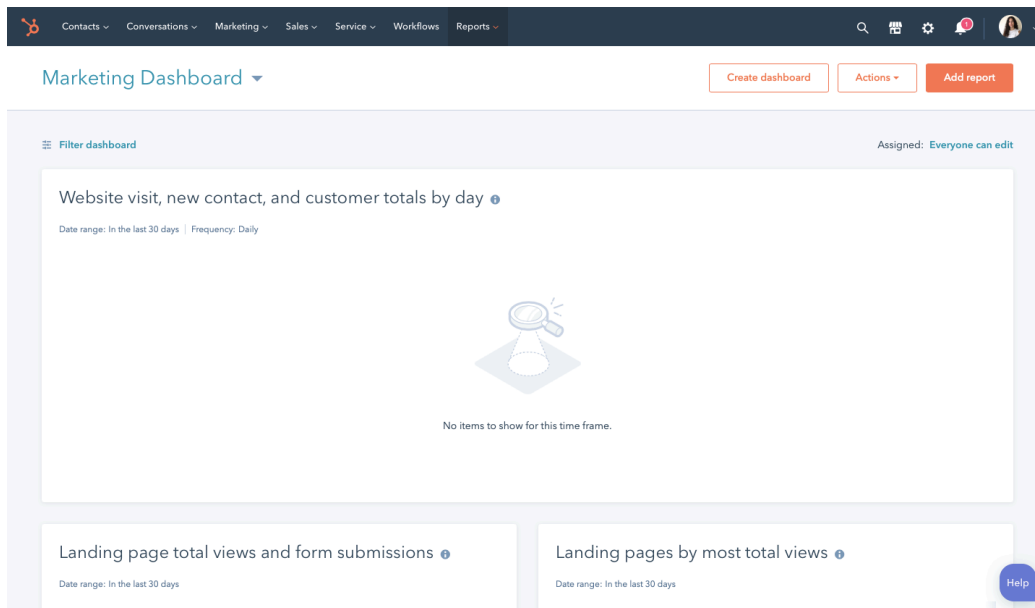 Contacts Conversations Marketing Sales Service Workflows Reports 1
Marketing Dashboard Create dashboard Actions Add report
Filter dashboard Assigned: Everyone can edit
Website visit, new contact, and customer totals by day
Date range: In the last 30 days | Frequency: Daily
No items to show for this time frame.
Landing page total views and form submissions
Date range: In the last 30 days
Landing pages by most total views
Date range: In the last 30 days
Help